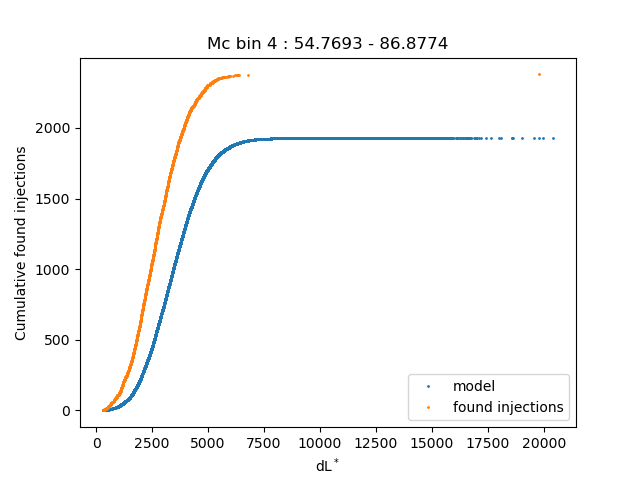 Mc bin 4 : 54.7693 - 86.8774
Cumulative found injections
2000
1500
1000
500
0
0 2500 5000 7500 10000 12500 15000 17500 20000
dL*
model
found injections